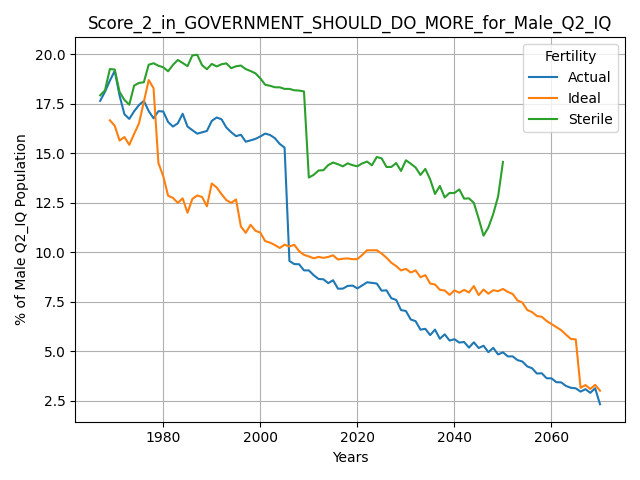 Score_2_in_GOVERNMENT_SHOULD_DO_MORE_for_Male_Q2_IQ
Fertility
Actual
Ideal
Sterile
% of Male Q2_IQ Population
20.0
17.5
15.0
12.5
10.0
7.5
5.0
2.5
1980 2000 2020 2040 2060
Years